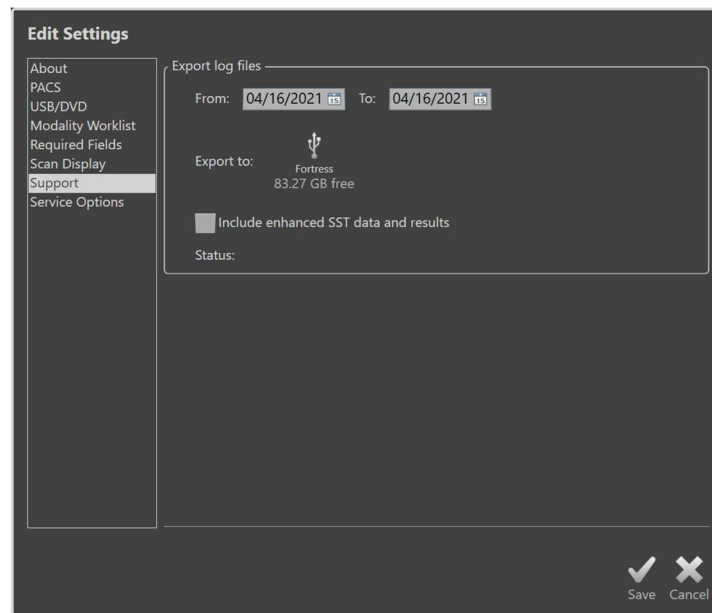 Edit Settings
About
PACS
USB/DVD
Modality Worklist
Required Fields
Scan Display
Support
Service Options
Export log files
From: 04/16/2021 15 To: 04/16/2021 15
Export to:
Fortress
83.27 GB free
Include enhanced SST data and results
Status:
Save Cancel